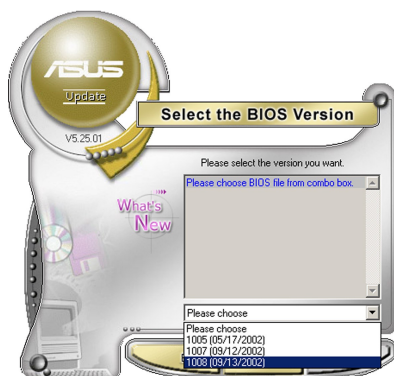 ASUS
Update
V5.25.01
Select the BIOS Version
Please select the version you want.
What's
New
Please choose BIOS file from combo box.
Please choose
Please choose
1005 (05/17/2002)
1007 (09/12/2002)
1008 (09/13/2002)